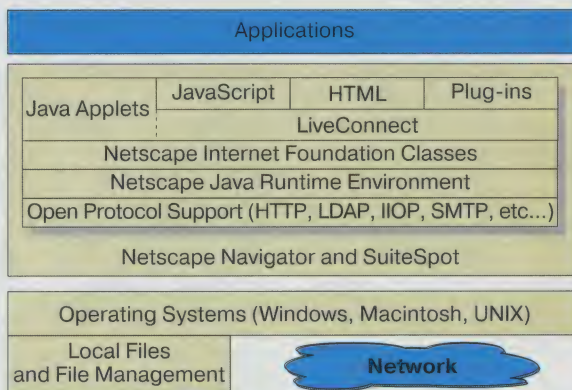 Applications
Java Applets
JavaScript
HTML
Plug-ins
LiveConnect
Netscape Internet Foundation Classes
Netscape Java Runtime Environment
Open Protocol Support (HTTP, LDAP, IIOP, SMTP, etc...)
Netscape Navigator and SuiteSpot
Operating Systems (Windows, Macintosh, UNIX)
Local Files
and File Management
Network